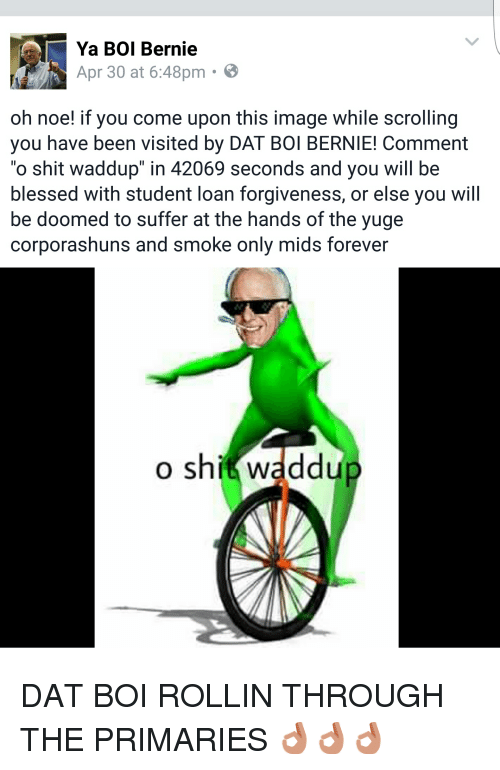 Ya BOI Bernie
Apr 30 at 6:48pm ·
oh noe! if you come upon this image while scrolling
you have been visited by DAT BOI BERNIE! Comment
"o shit waddup" in 42069 seconds and you will be
blessed with student loan forgiveness, or else you will
be doomed to suffer at the hands of the yuge
corporashuns and smoke only mids forever
o shit waddup
DAT BOI ROLLIN THROUGH
THE PRIMARIES 👌🏽👌🏽👌🏽